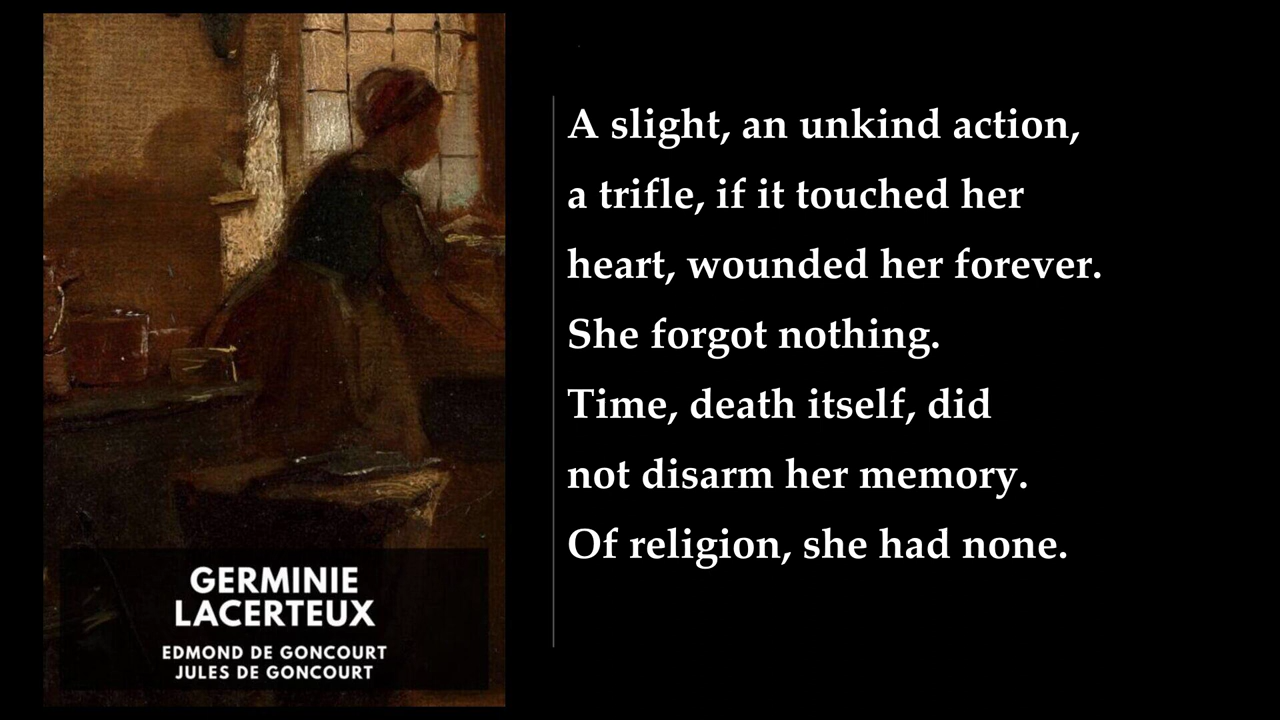 A slight, an unkind action,
a trifle, if it touched her
heart, wounded her forever.
She forgot nothing.
Time, death itself, did
not disarm her memory.
Of religion, she had none.
GERMINIE
LACERTEUX
EDMOND DE GONCOURT
JULES DE GONCOURT